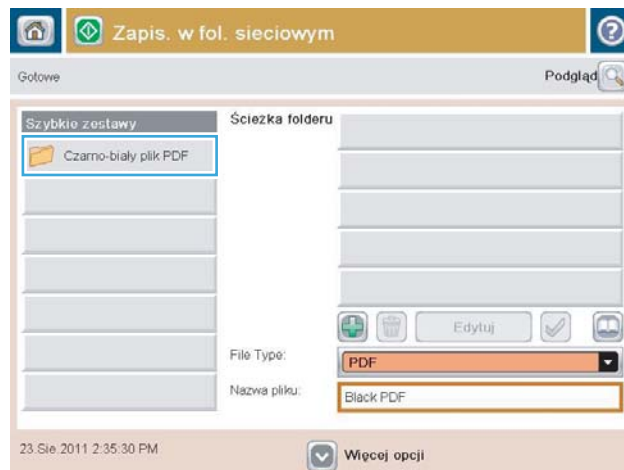 Zapis. w fol. sieciowym
Gotowe
Podgląd
Szybkie zestawy
Ścieżka folderu
Czarno-biały plik PDF
Edytuj
File Type:
PDF
Nazwa pliku:
Black PDF
23.Sie.2011 2:35:30 PM
Więcej opcji